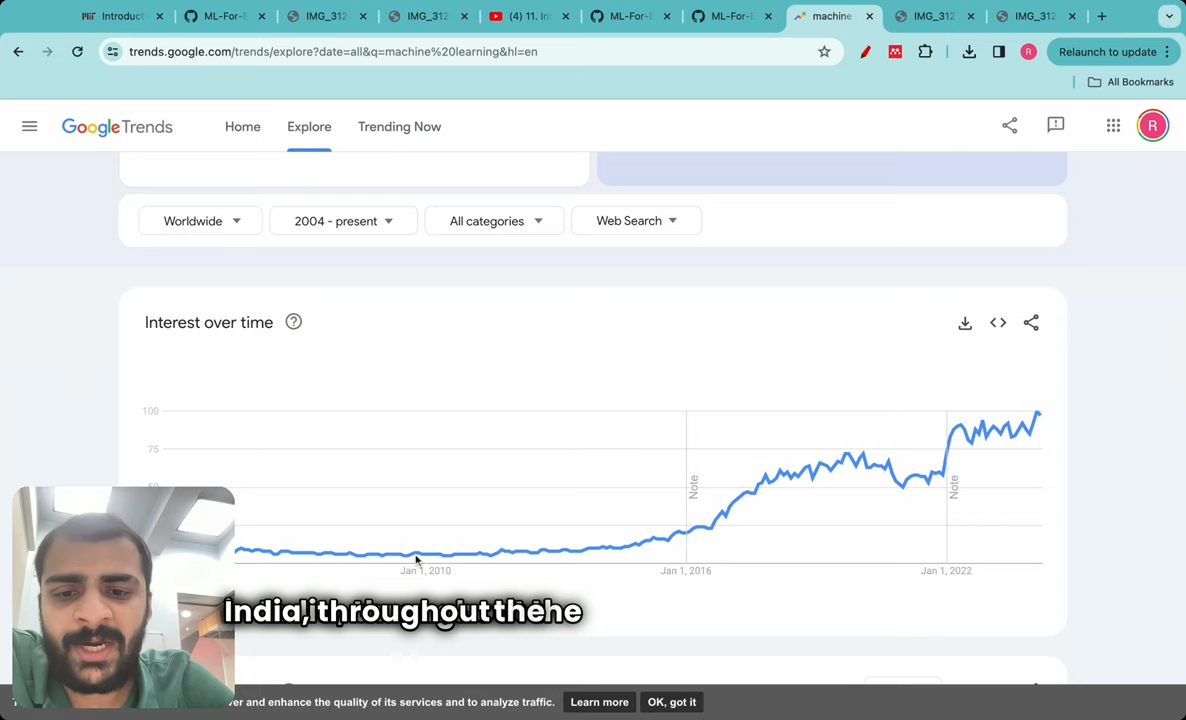 Introduct
ML-For-B
IMG_312
IMG_312
(4) 11. Int
ML-For-B
ML-For-B
machine
IMG_312
IMG_312
trends.google.com/trends/explore?date=all&q=machine%20learning&hl=en
R
Relaunch to update
All Bookmarks
Google Trends
Home
Explore
Trending Now
R
Worldwide
2004 - present
All categories
Web Search
Interest over time
100
75
Note
Note
Jan 1, 2010
Jan 1, 2016
Jan 1, 2022
India,
throughout the
ver and enhance the quality of its services and to analyze traffic.
Learn more
OK, got it